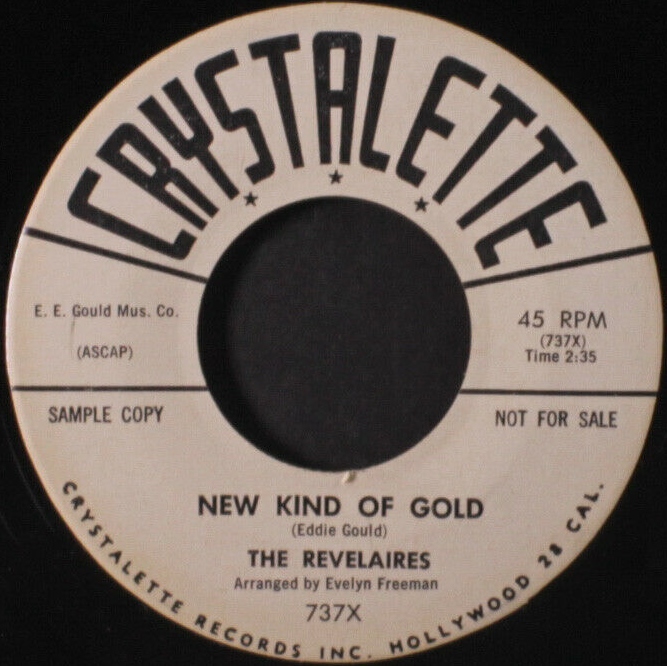 CRYSTALETTE
E. E. Gould Mus. Co.
(ASCAP)
45 RPM
(737X)
Time 2:35
SAMPLE COPY
NOT FOR SALE
NEW KIND OF GOLD
(Eddie Gould)
THE REVELAIRES
Arranged by Evelyn Freeman
737X
CRYSTALETTE RECORDS INC. HOLLYWOOD 28 CAL.